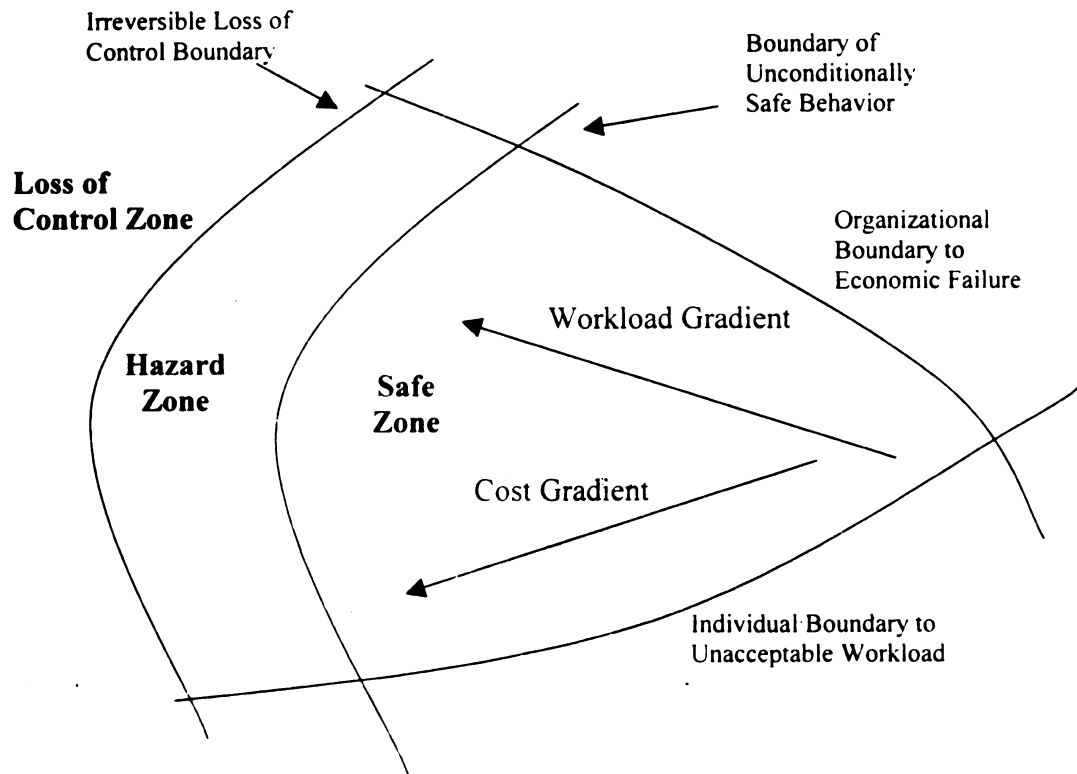 Irreversible Loss of
Control Boundary
Boundary of
Unconditionally
Safe Behavior
Loss of
Control Zone
Organizational
Boundary to
Economic Failure
Workload Gradient
Hazard
Zone
Safe
Zone
Cost Gradient
Individual Boundary to
Unacceptable Workload